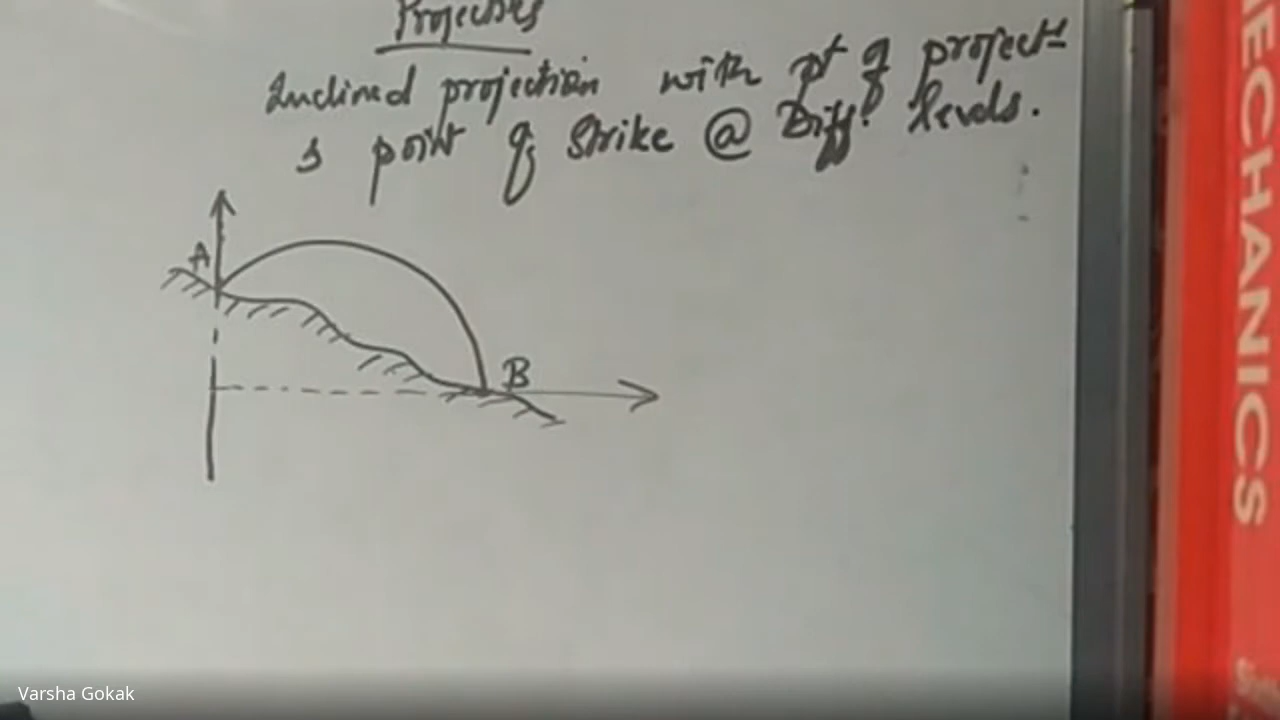 Projectiles
Inclined projection with pt of project=
& point of Strike @ Diff. levels.
A
B
MECHANICS
Varsha Gokak